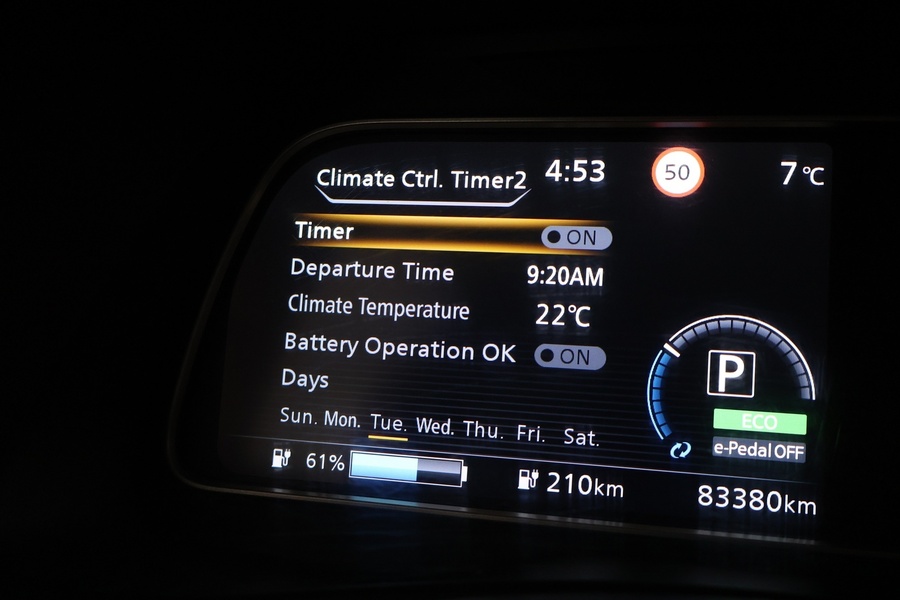 Climate Ctrl. Timer2 4:53 50 7℃
Timer ON
Departure Time 9:20AM
Climate Temperature 22℃
Battery Operation OK ON
Days
Sun. Mon. Tue. Wed. Thu. Fri. Sat.
P
ECO
e-Pedal OFF
61% 210km 83380km